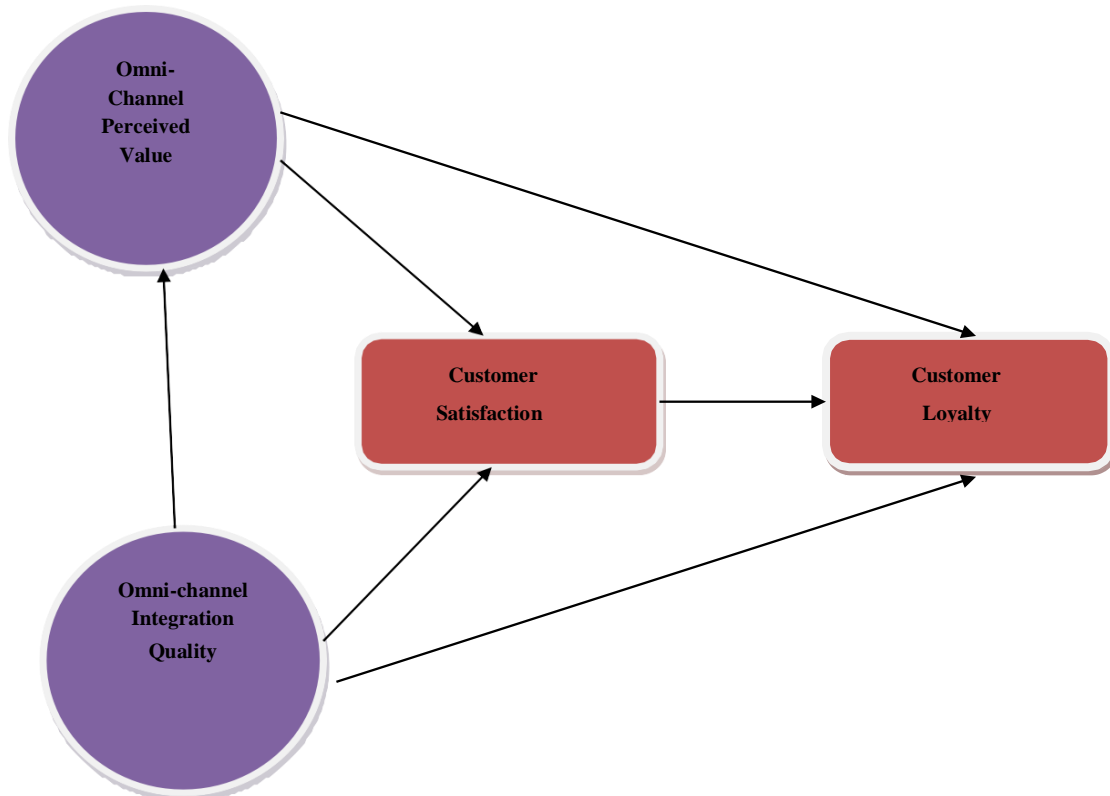 Omni-
Channel
Perceived
Value
Customer
Satisfaction
Customer
Loyalty
Omni-channel
Integration
Quality